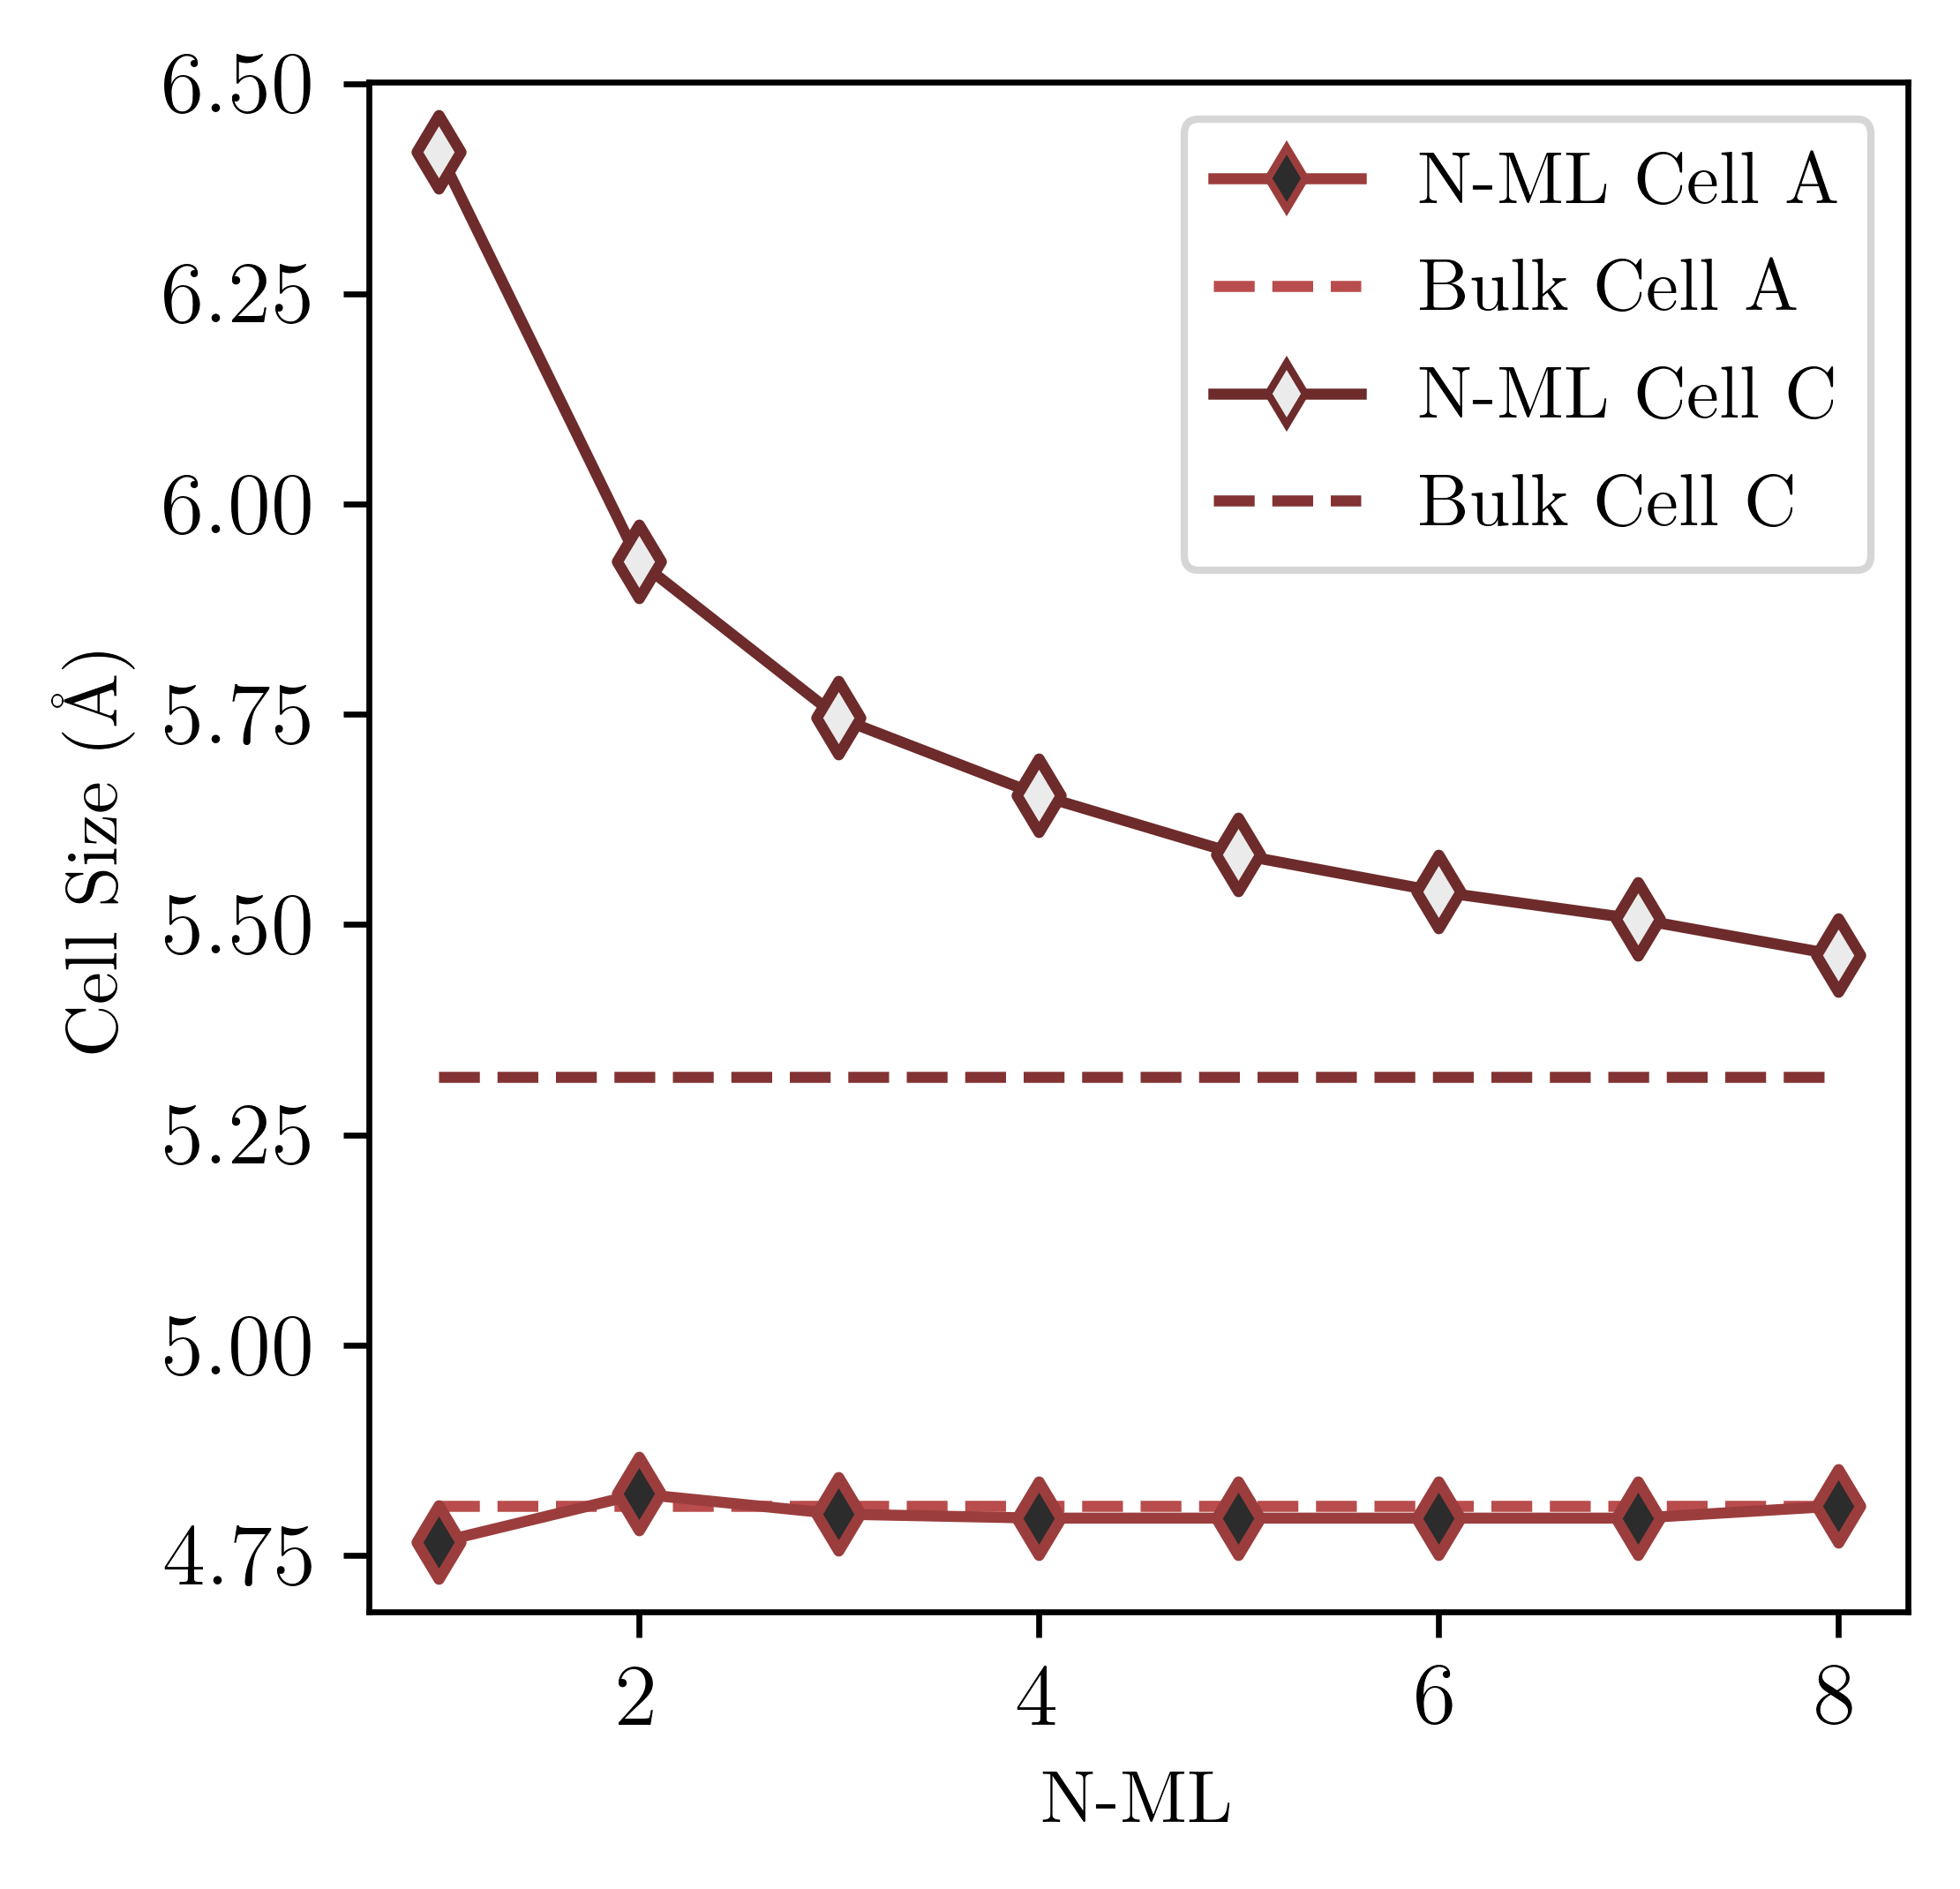 6.50
6.25
6.00
5.75
5.50
5.25
5.00
4.75
Cell Size (Å)
N-ML Cell A
Bulk Cell A
N-ML Cell C
Bulk Cell C
2 4 6 8
N-ML